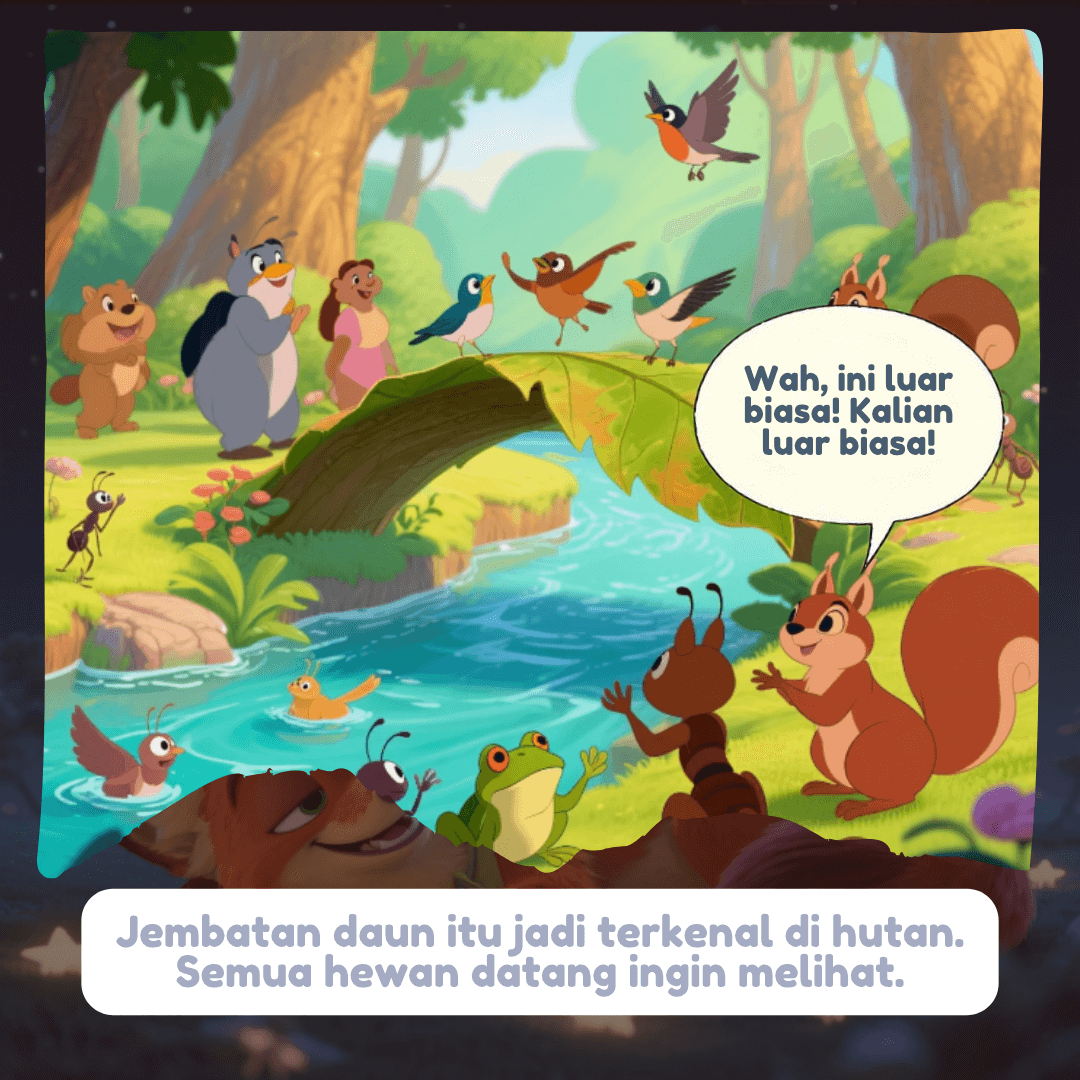 Wah, ini luar
biasa! Kalian
luar biasa!
Jembatan daun itu jadi terkenal di hutan.
Semua hewan datang ingin melihat.